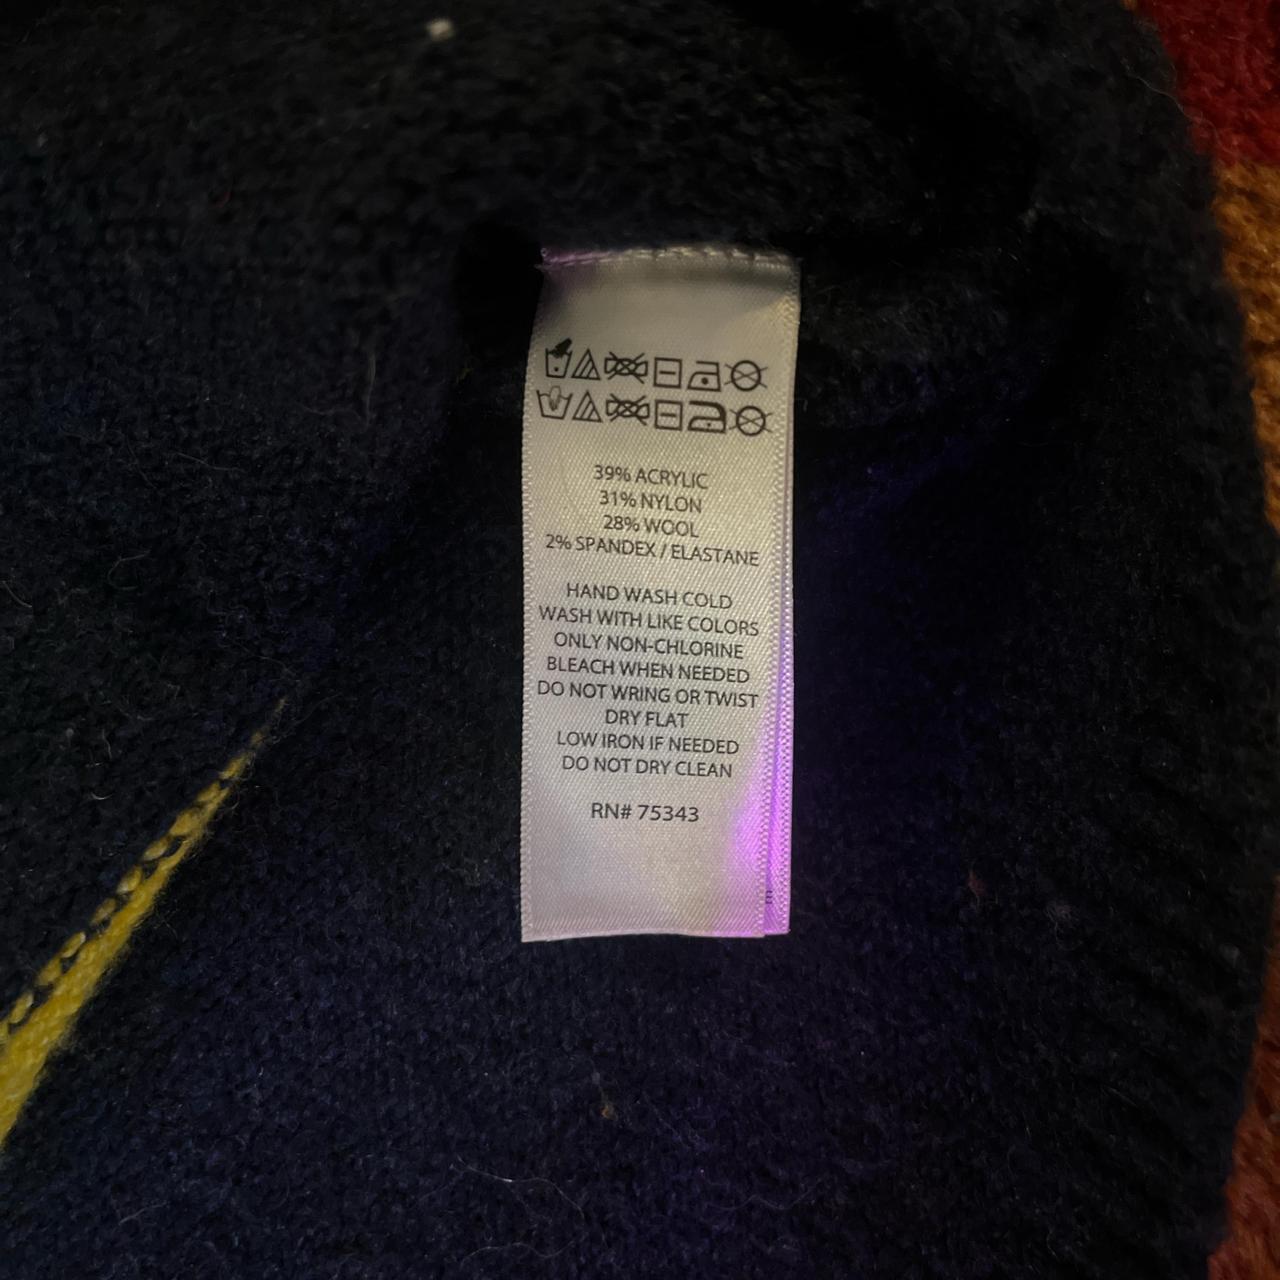 39% ACRYLIC
31% NYLON
28% WOOL
2% SPANDEX / ELASTANE
HAND WASH COLD
WASH WITH LIKE COLORS
ONLY NON-CHLORINE
BLEACH WHEN NEEDED
DO NOT WRING OR TWIST
DRY FLAT
LOW IRON IF NEEDED
DO NOT DRY CLEAN
RN# 75343